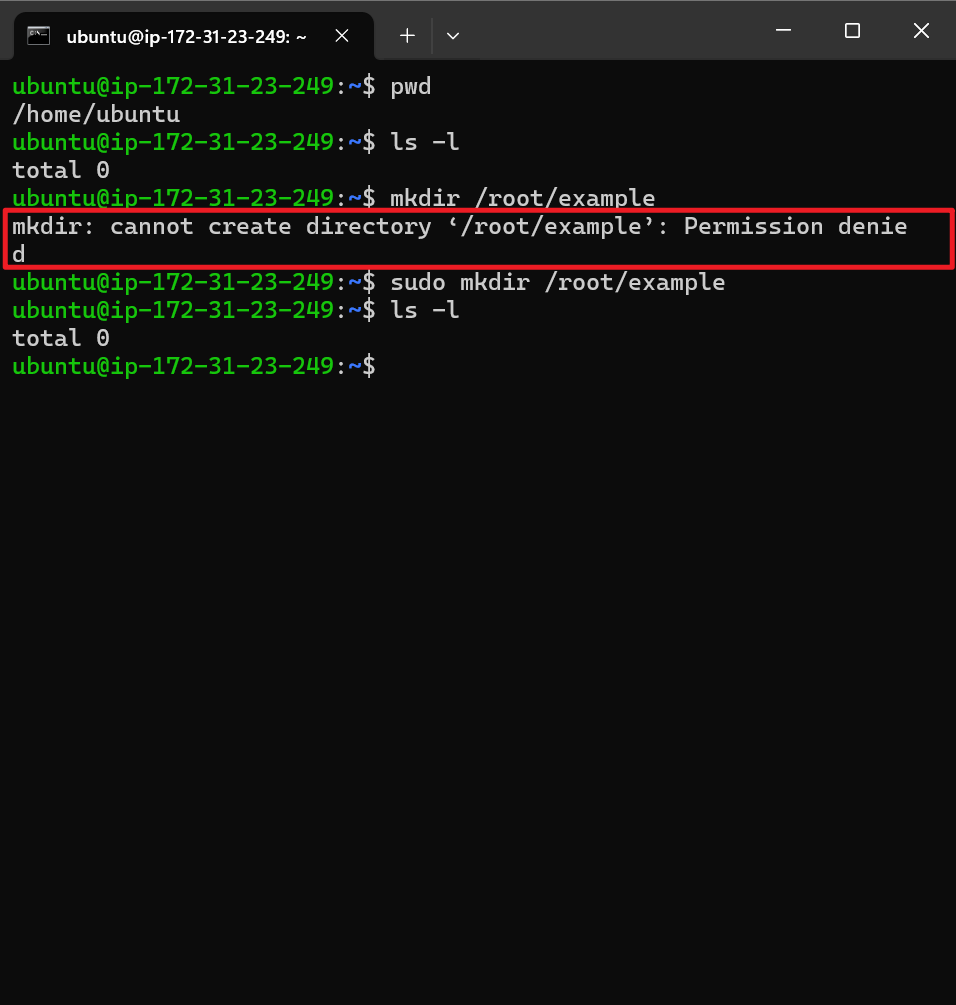 ubuntu@ip-172-31-23-249: ~
ubuntu@ip-172-31-23-249:~$ pwd
/home/ubuntu
ubuntu@ip-172-31-23-249:~$ ls -l
total 0
ubuntu@ip-172-31-23-249:~$ mkdir /root/example
mkdir: cannot create directory ‘/root/example’: Permission denie
d
ubuntu@ip-172-31-23-249:~$ sudo mkdir /root/example
ubuntu@ip-172-31-23-249:~$ ls -l
total 0
ubuntu@ip-172-31-23-249:~$